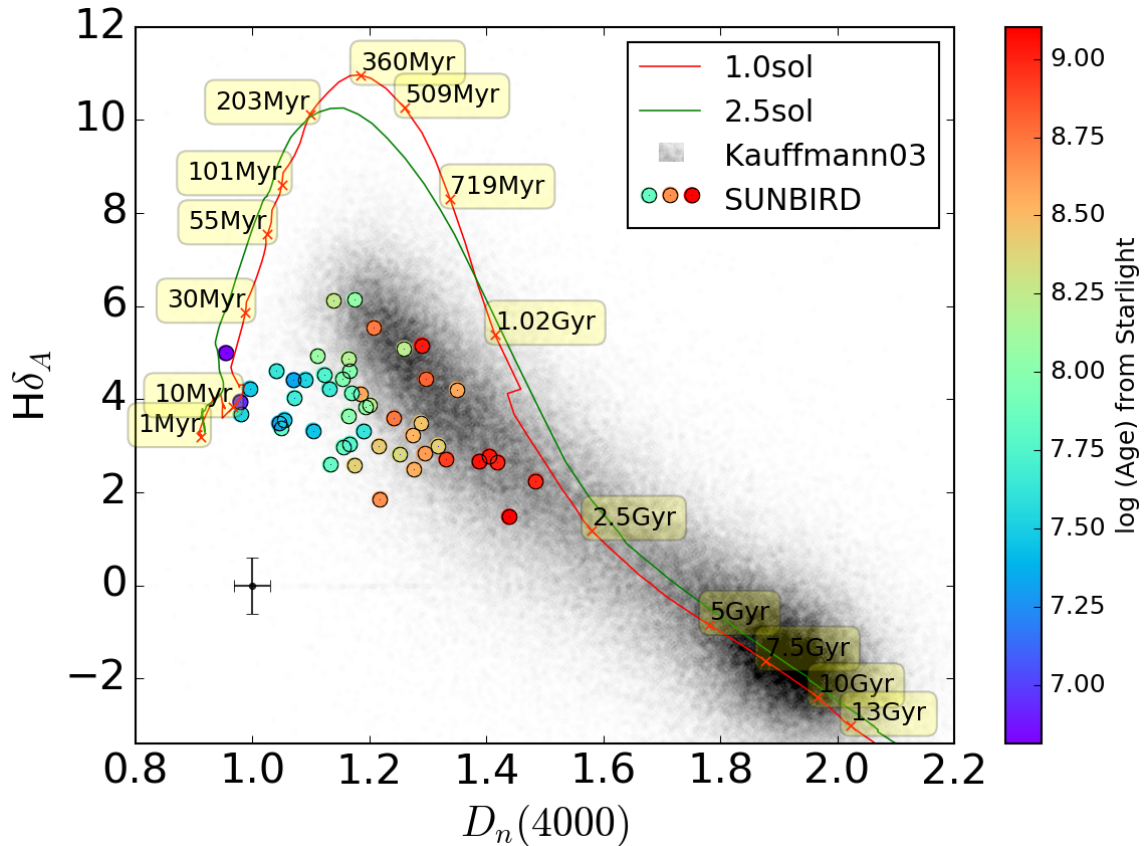 12
10
8
6
4
2
0
−2
0.8 1.0 1.2 1.4 1.6 1.8 2.0 2.2
Hδ_A
D_n(4000)
1Myr
10Myr
30Myr
55Myr
101Myr
203Myr
360Myr
509Myr
719Myr
1.02Gyr
2.5Gyr
5Gyr
7.5Gyr
10Gyr
13Gyr
1.0sol
2.5sol
Kauffmann03
SUNBIRD
9.00
8.75
8.50
8.25
8.00
7.75
7.50
7.25
7.00
log (Age) from Starlight